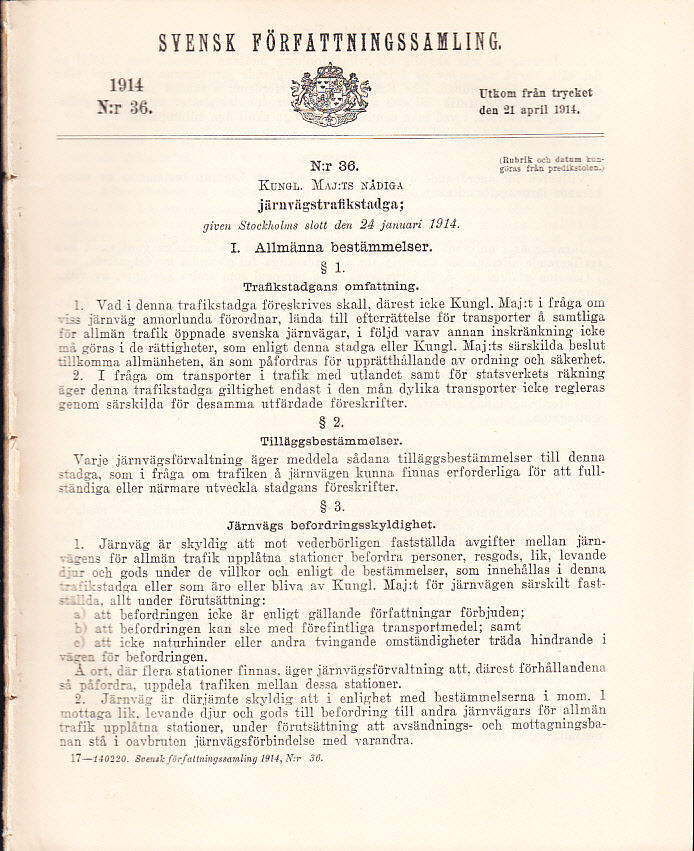 SVENSK FÖRFATTNINGSSAMLING.
1914
N:r 36.
Utkom från trycket
den 21 april 1914.
N:r 36.
(Rubrik och datum kun-
göras från predikstolen.)
KUNGL. MAJ:TS NÅDIGA
järnvägstrafikstadga;
given Stockholms slott den 24 januari 1914.
I. Allmänna bestämmelser.
§ 1.
Trafikstadgans omfattning.
1. Vad i denna trafikstadga föreskrives skall, därest icke Kungl. Maj:t i fråga om
viss järnväg annorlunda förordnar, lända till efterrättelse för transporter å samtliga
för allmän trafik öppnade svenska järnvägar, i följd varav annan inskränkning icke
må göras i de rättigheter, som enligt denna stadga eller Kungl. Maj:ts särskilda beslut
tillkomma allmänheten, än som påfordras för upprätthållande av ordning och säkerhet.
2. I fråga om transporter i trafik med utlandet samt för statsverkets räkning
äger denna trafikstadga giltighet endast i den mån dylika transporter icke regleras
genom särskilda för desamma utfärdade föreskrifter.
§ 2.
Tilläggsbestämmelser.
Varje järnvägsförvaltning äger meddela sådana tilläggsbestämmelser till denna
stadga, som i fråga om trafiken å järnvägen kunna finnas erforderliga för att full-
ständiga eller närmare utveckla stadgans föreskrifter.
§ 3.
Järnvägs befordringsskyldighet.
1. Järnväg är skyldig att mot vederbörligen fastställda avgifter mellan järn-
vägens för allmän trafik upplåtna stationer befordra personer, resgods, lik, levande
djur och gods under de villkor och enligt de bestämmelser, som innehållas i denna
trafikstadga eller som äro eller bliva av Kungl. Maj:t för järnvägen särskilt fast-
ställda, allt under förutsättning:
a) att befordringen icke är enligt gällande författningar förbjuden;
b) att befordringen kan ske med förefintliga transportmedel; samt
c) att icke naturhinder eller andra tvingande omständigheter träda hindrande i
vägen för befordringen.
Å ort, där flera stationer finnas, äger järnvägsförvaltning att, därest förhållandena
så påfordra, uppdela trafiken mellan dessa stationer.
2. Järnväg är därjämte skyldig att i enlighet med bestämmelserna i mom. 1
mottaga lik, levande djur och gods till befordring till andra järnvägars för allmän
trafik upplåtna stationer, under förutsättning att avsändnings- och mottagningsba-
nan stå i oavbruten järnvägsförbindelse med varandra.
17—140220. Svensk författningssamling 1914, N:r 36.